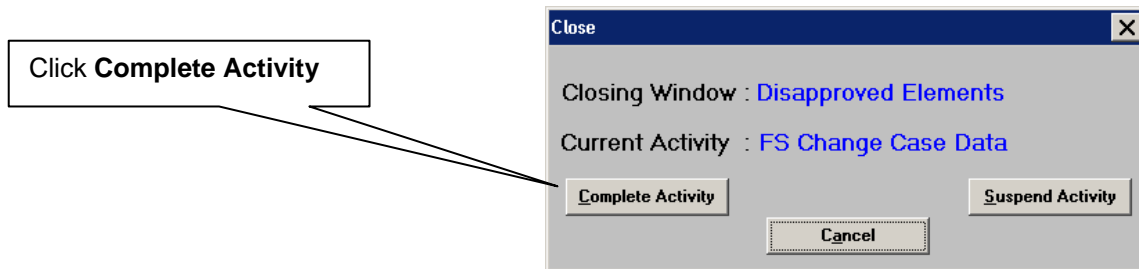 Close
Click Complete Activity
Closing Window : Disapproved Elements
Current Activity : FS Change Case Data
Complete Activity
Suspend Activity
Cancel